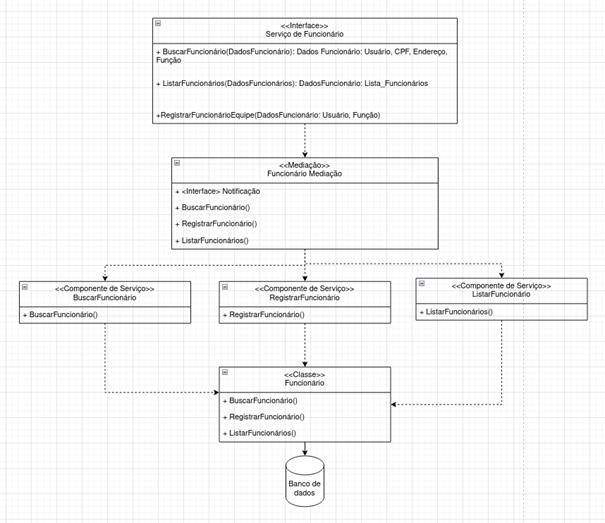 <<Interface>>
Serviço de Funcionário
+ BuscarFuncionário(DadosFuncionário): Dados Funcionário: Usuário, CPF, Endereço,
Função
+ ListarFuncionários(DadosFuncionários): DadosFuncionário: Lista_Funcionários
+RegistrarFuncionárioEquipe(DadosFuncionário: Usuário, Função)
<<Mediação>>
Funcionário Mediação
+ <Interface> Notificação
+ BuscarFuncionário()
+ RegistrarFuncionário()
+ ListarFuncionários()
<<Componente de Serviço>>
BuscarFuncionário
+ BuscarFuncionário()
<<Componente de Serviço>>
RegistrarFuncionário
+ RegistrarFuncionário()
<<Componente de Serviço>>
ListarFuncionário
+ ListarFuncionários()
<<Classe>>
Funcionário
+ BuscarFuncionário()
+ RegistrarFuncionário()
+ ListarFuncionários()
Banco de
dados